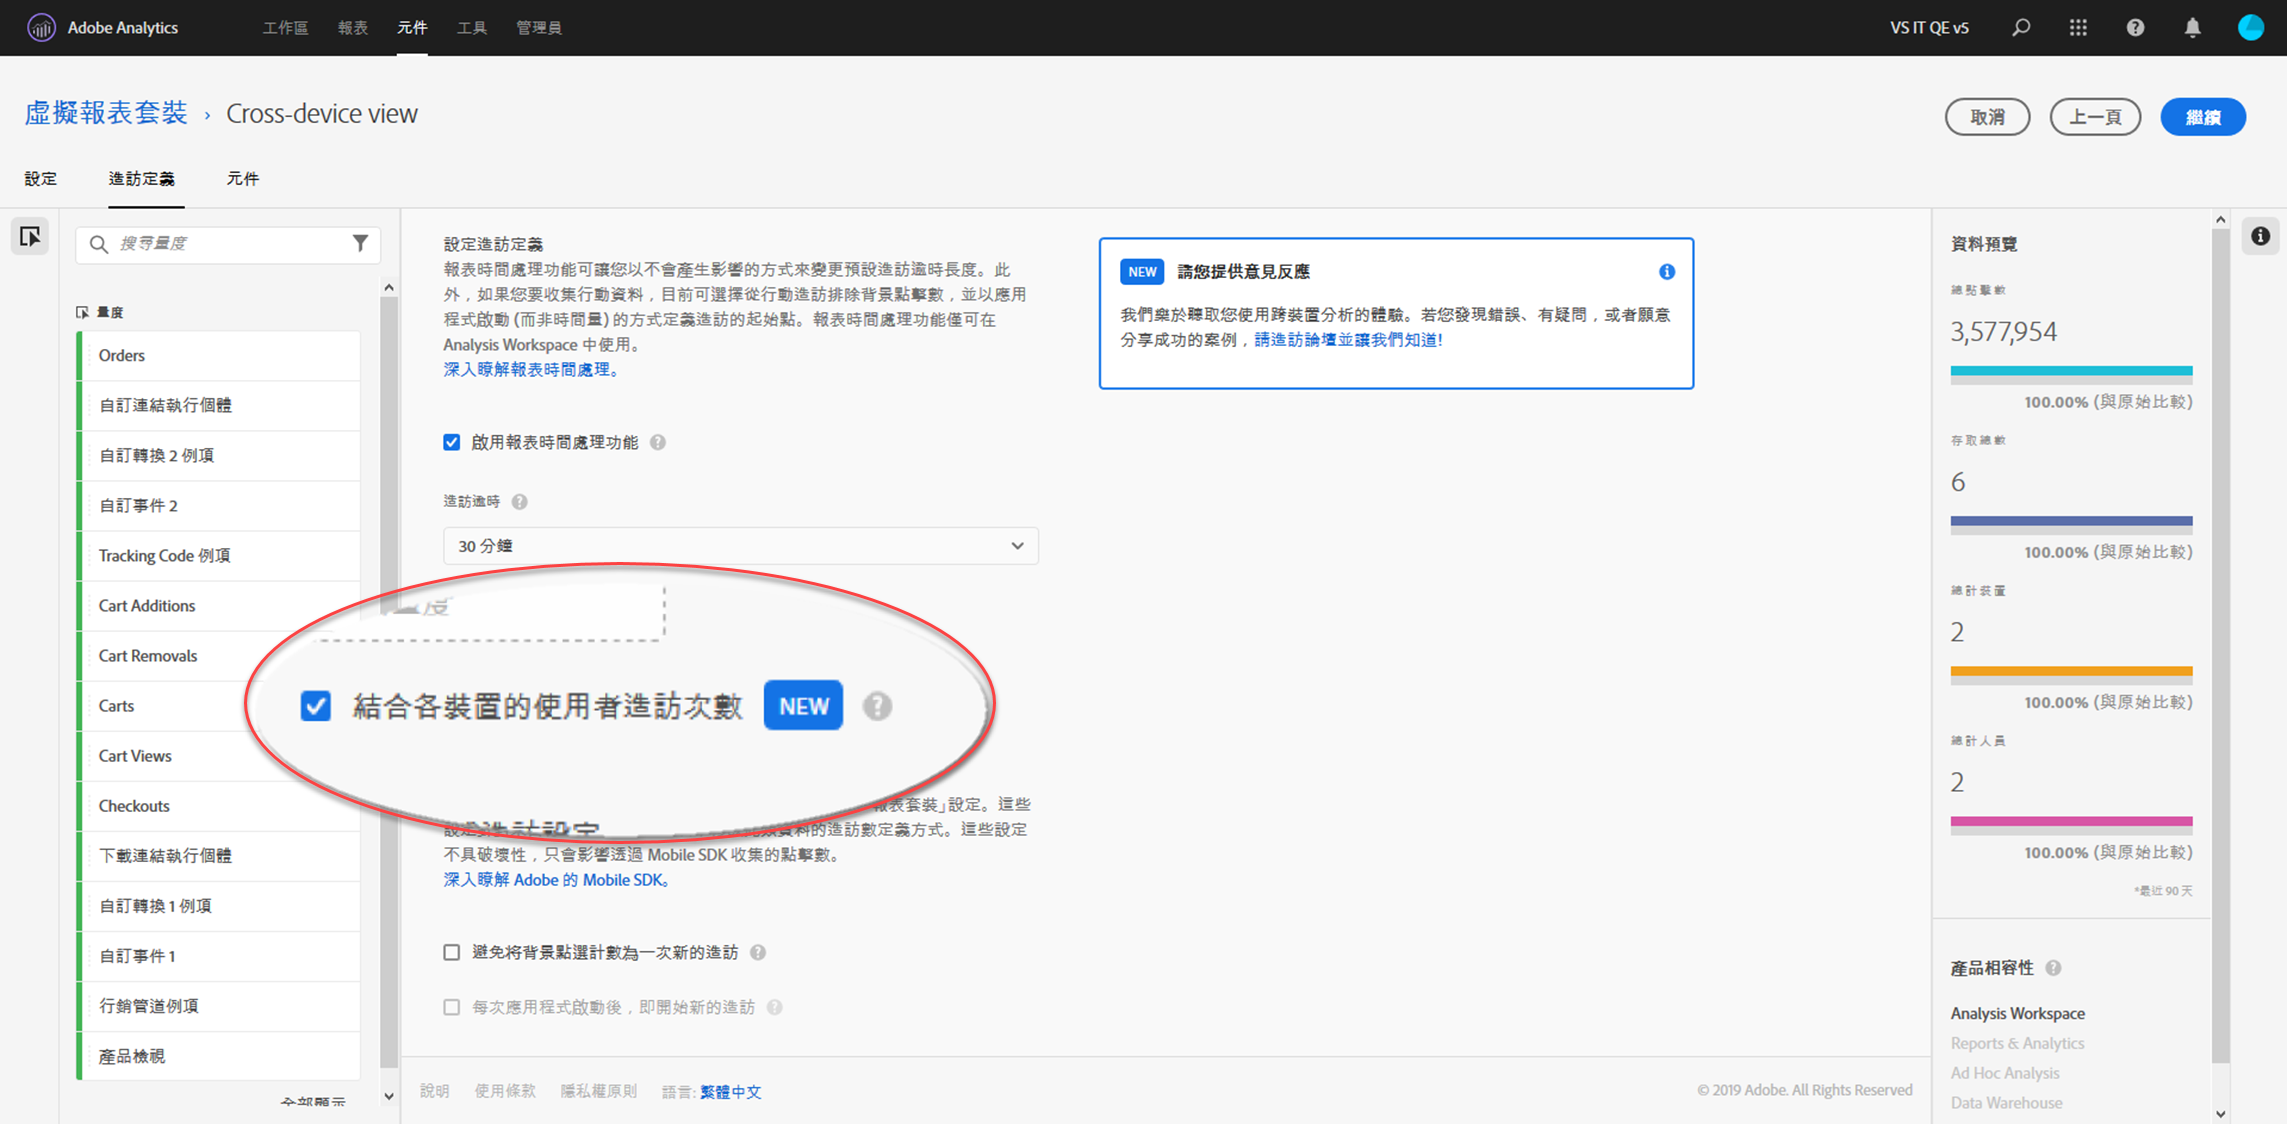 Adobe Analytics
工作區
報表
元件
工具
管理員
VS IT QE v5
虛擬報表套裝 › Cross-device view
取消
上一頁
繼續
設定
造訪定義
元件
搜尋量度
量度
Orders
自訂連結執行個體
自訂轉換 2 例項
自訂事件 2
Tracking Code 例項
Cart Additions
Cart Removals
Carts
Cart Views
Checkouts
下載連結執行個體
自訂轉換 1 例項
自訂事件 1
行銷管道例項
產品檢視
全部顯示
設定造訪定義
報表時間處理功能可讓您以不會產生影響的方式來變更預設造訪逾時長度。此
外，如果您要收集行動資料，目前可選擇從行動造訪排除背景點擊數，並以應用
程式啟動 (而非時間量) 的方式定義造訪的起始點。報表時間處理功能僅可在
Analysis Workspace 中使用。
深入瞭解報表時間處理。
啟用報表時間處理功能
造訪逾時
30 分鐘
量度
結合各裝置的使用者造訪次數 NEW
報表套裝」設定。這些
資料的造訪數定義方式。這些設定
不具破壞性，只會影響透過 Mobile SDK 收集的點擊數。
深入瞭解 Adobe 的 Mobile SDK。
避免将背景點選計數為一次新的造訪
每次應用程式啟動後，即開始新的造訪
NEW 請您提供意見反應
我們樂於聽取您使用跨裝置分析的體驗。若您發現錯誤、有疑問，或者願意
分享成功的案例，請造訪論壇並讓我們知道!
資料預覽
總點擊數
3,577,954
100.00% (與原始比較)
存取總數
6
100.00% (與原始比較)
總計裝置
2
100.00% (與原始比較)
總計人員
2
100.00% (與原始比較)
*最近 90 天
產品相容性
Analysis Workspace
Reports & Analytics
Ad Hoc Analysis
Data Warehouse
說明
使用條款
隱私權原則
語言: 繁體中文
© 2019 Adobe. All Rights Reserved